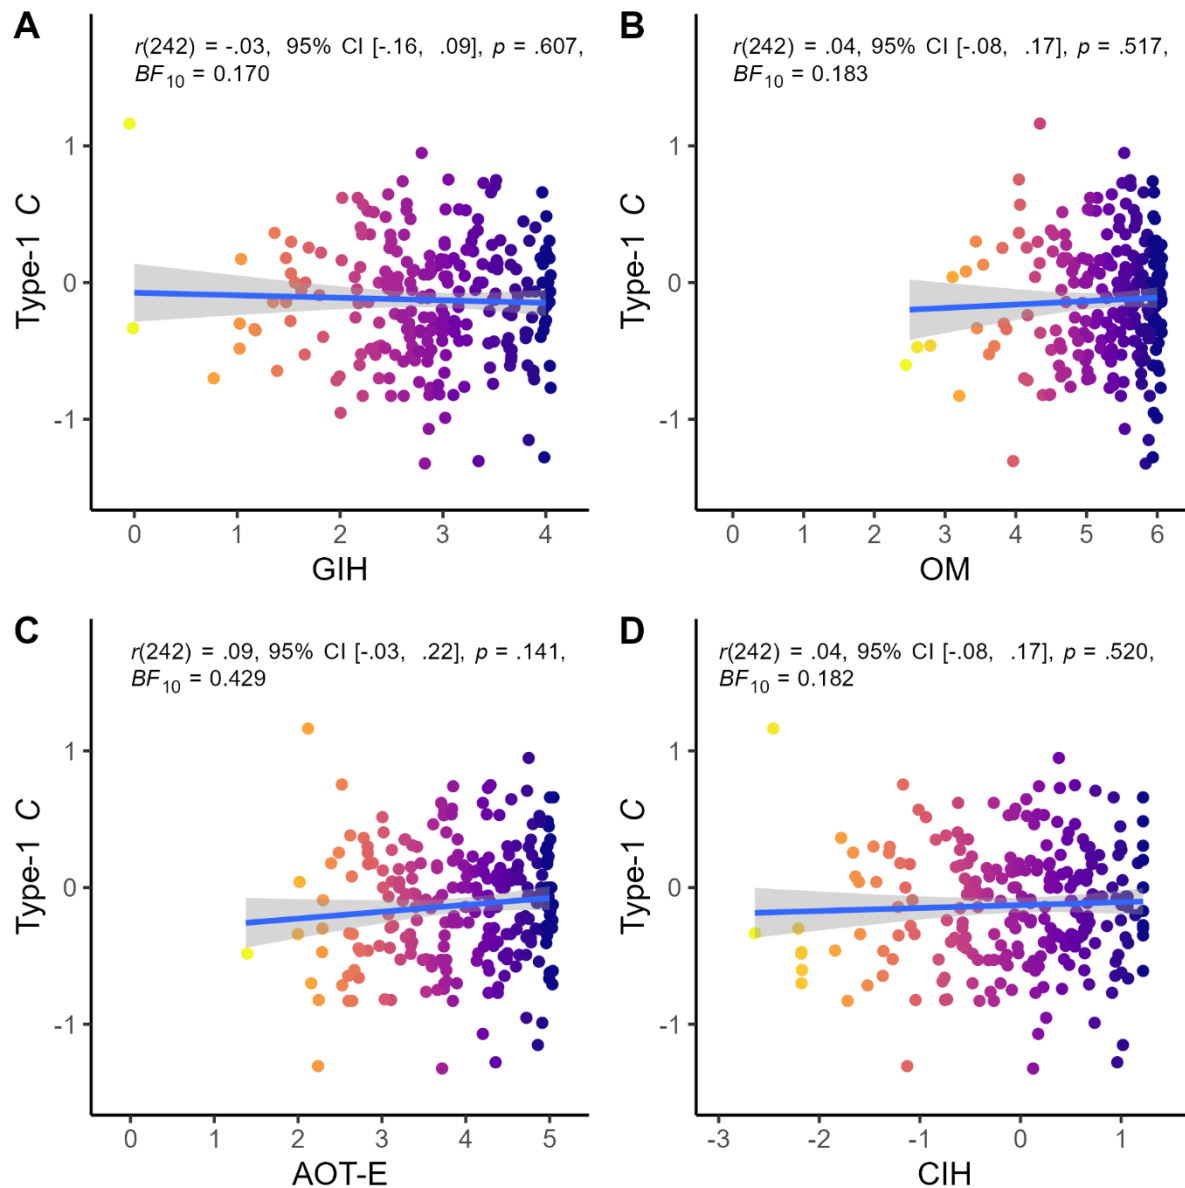 A
r(242) = -.03, 95% CI [-.16, .09], p = .607,
BF10 = 0.170
Type-1 C
1
0
-1
0 1 2 3 4
GIH
B
r(242) = .04, 95% CI [-.08, .17], p = .517,
BF10 = 0.183
Type-1 C
1
0
-1
0 1 2 3 4 5 6
OM
C
r(242) = .09, 95% CI [-.03, .22], p = .141,
BF10 = 0.429
Type-1 C
1
0
-1
0 1 2 3 4 5
AOT-E
D
r(242) = .04, 95% CI [-.08, .17], p = .520,
BF10 = 0.182
Type-1 C
1
0
-1
-3 -2 -1 0 1
CIH